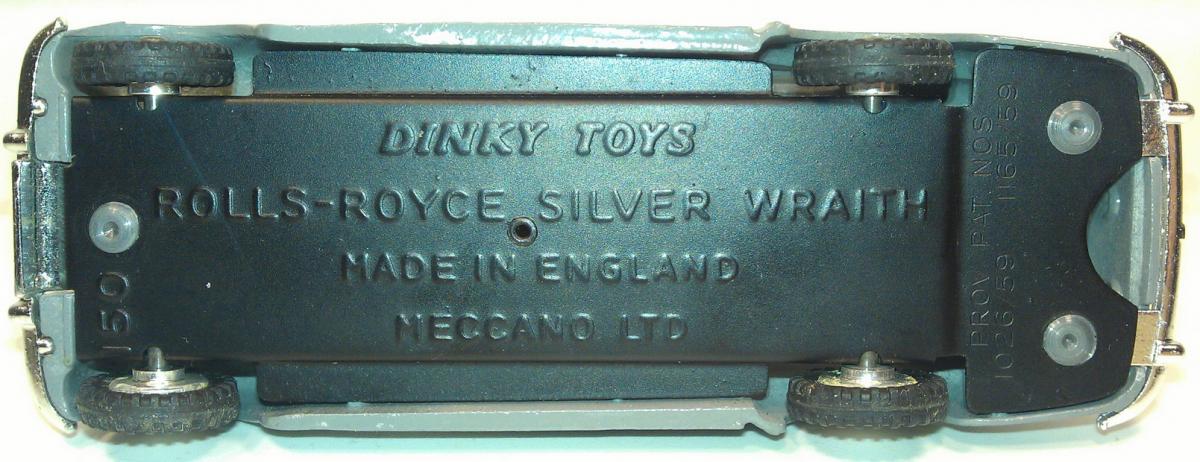 DINKY TOYS
ROLLS-ROYCE SILVER WRAITH
MADE IN ENGLAND
MECCANO LTD
150
PROV PAT. NOS
1026/59 1165/59